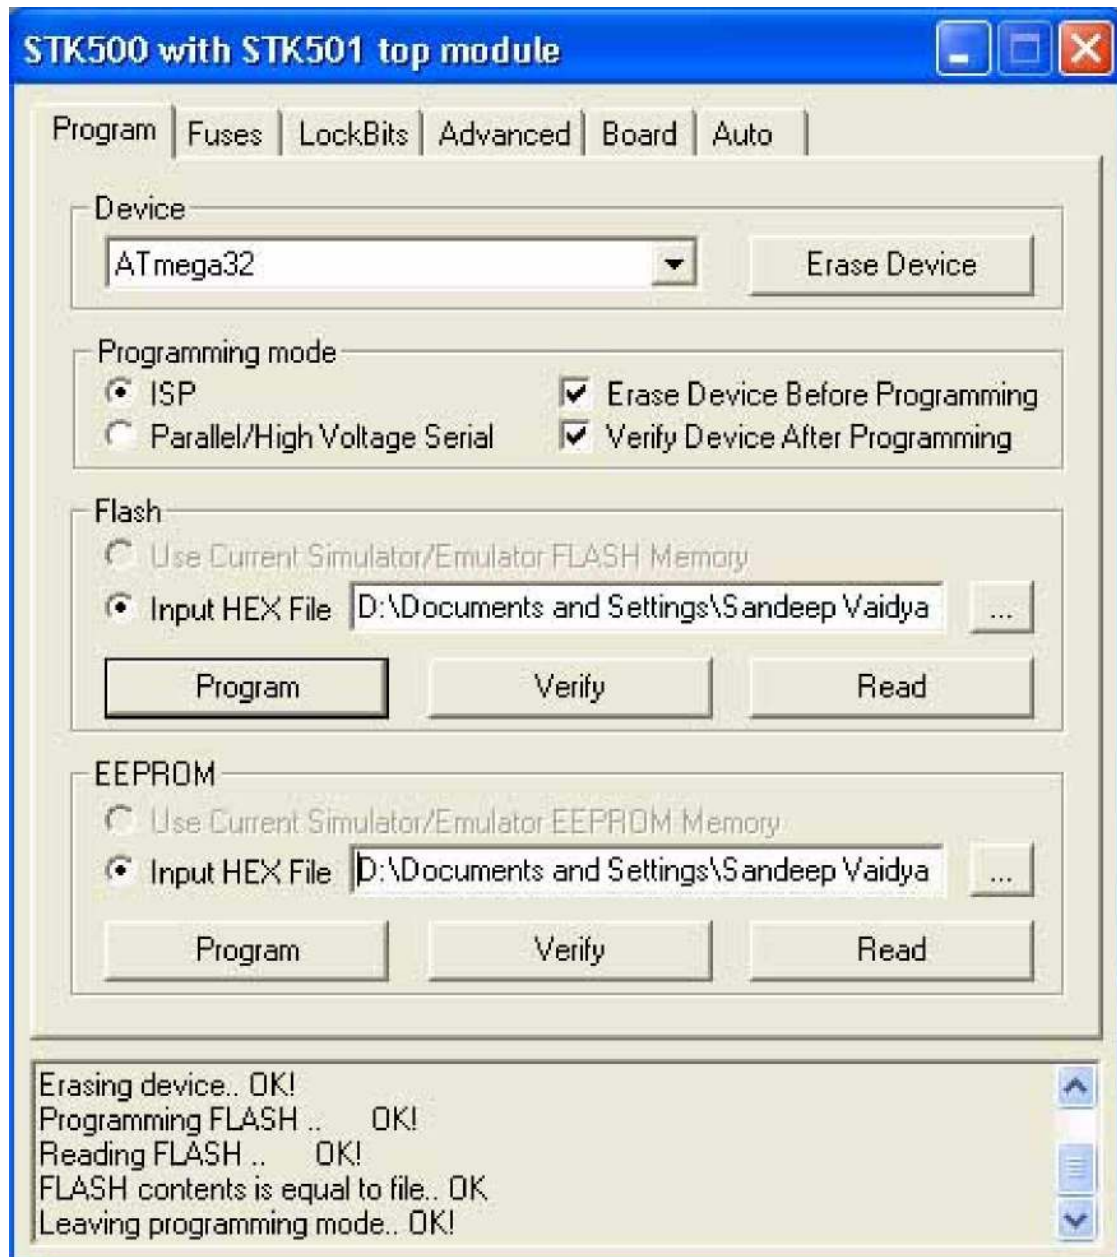 STK500 with STK501 top module
Program Fuses LockBits Advanced Board Auto
Device
ATmega32 Erase Device
Programming mode
ISP Erase Device Before Programming
Parallel/High Voltage Serial Verify Device After Programming
Flash
Use Current Simulator/Emulator FLASH Memory
Input HEX File D:\Documents and Settings\Sandeep Vaidya ...
Program Verify Read
EEPROM
Use Current Simulator/Emulator EEPROM Memory
Input HEX File D:\Documents and Settings\Sandeep Vaidya ...
Program Verify Read
Erasing device.. OK!
Programming FLASH .. OK!
Reading FLASH .. OK!
FLASH contents is equal to file.. OK
Leaving programming mode.. OK!